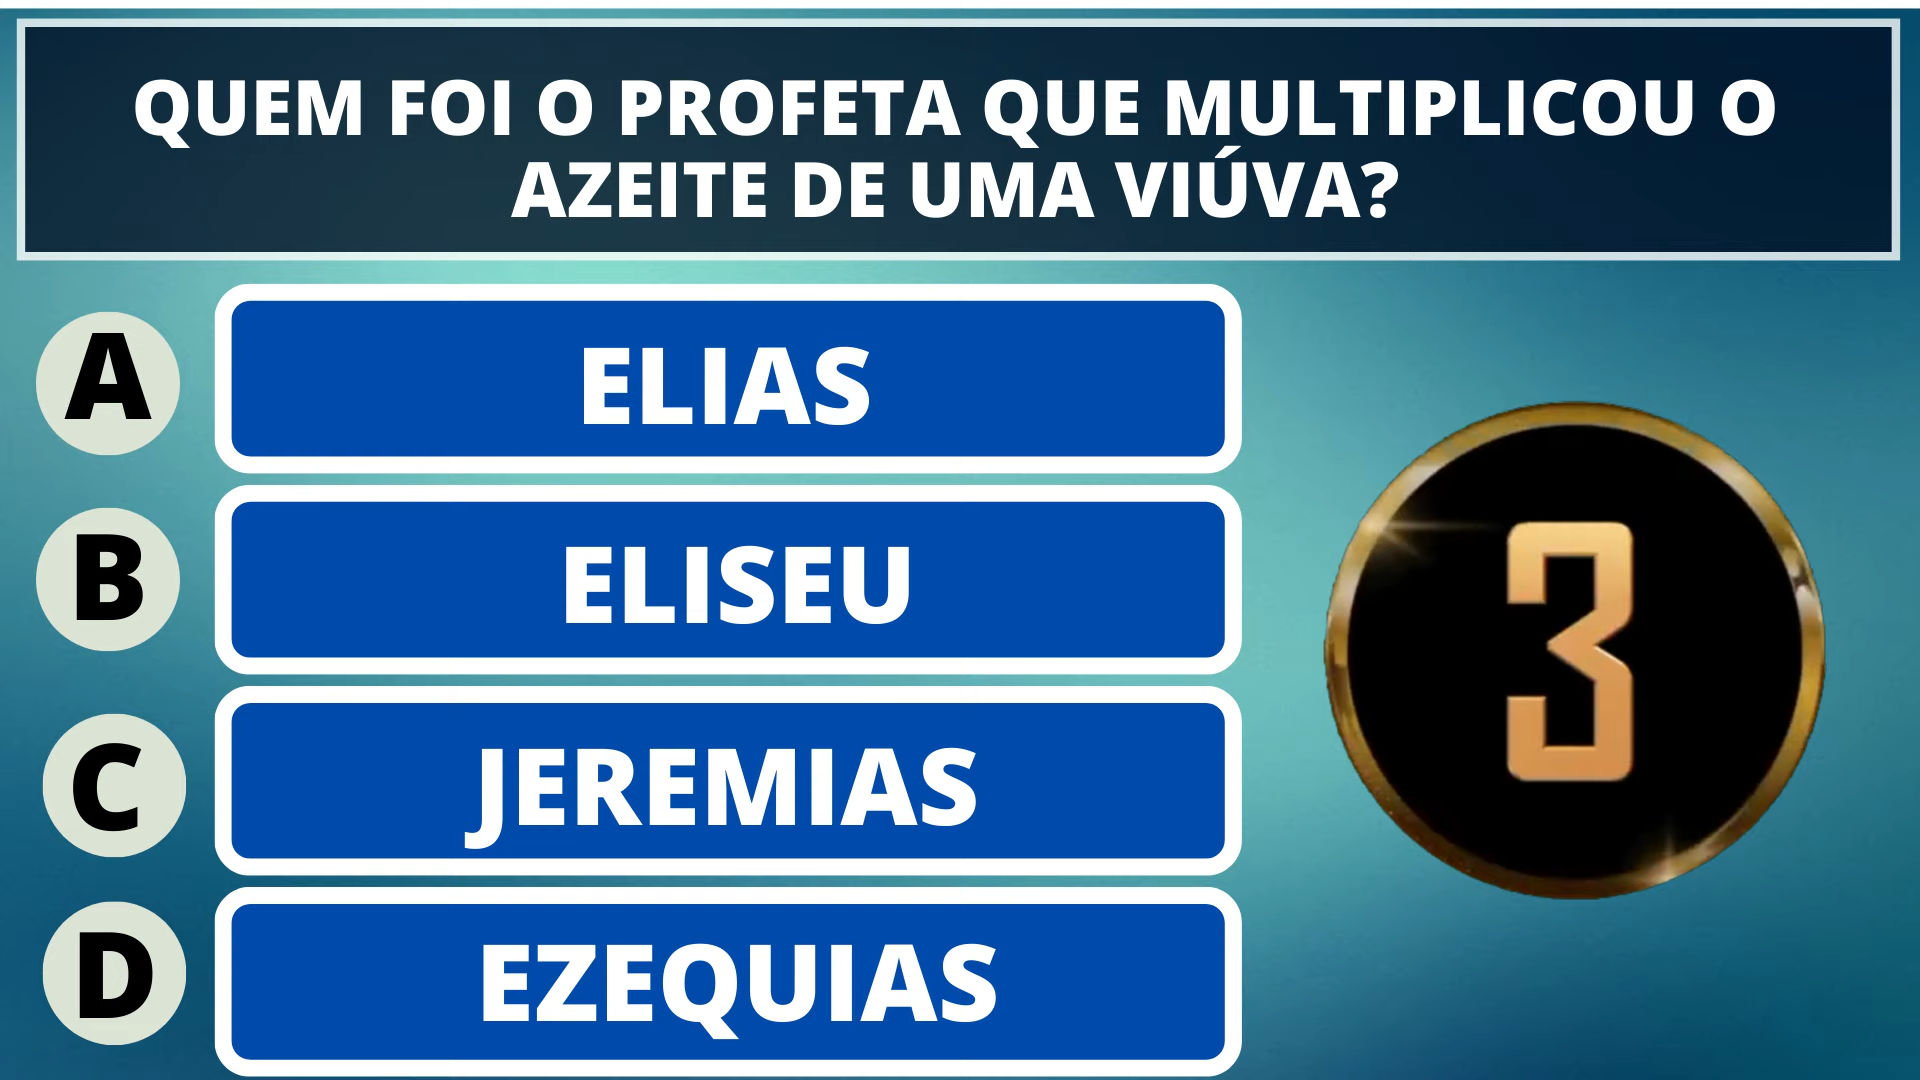 QUEM FOI O PROFETA QUE MULTIPLICOU O
AZEITE DE UMA VIÚVA?
A
ELIAS
B
ELISEU
C
JEREMIAS
D
EZEQUIAS
3